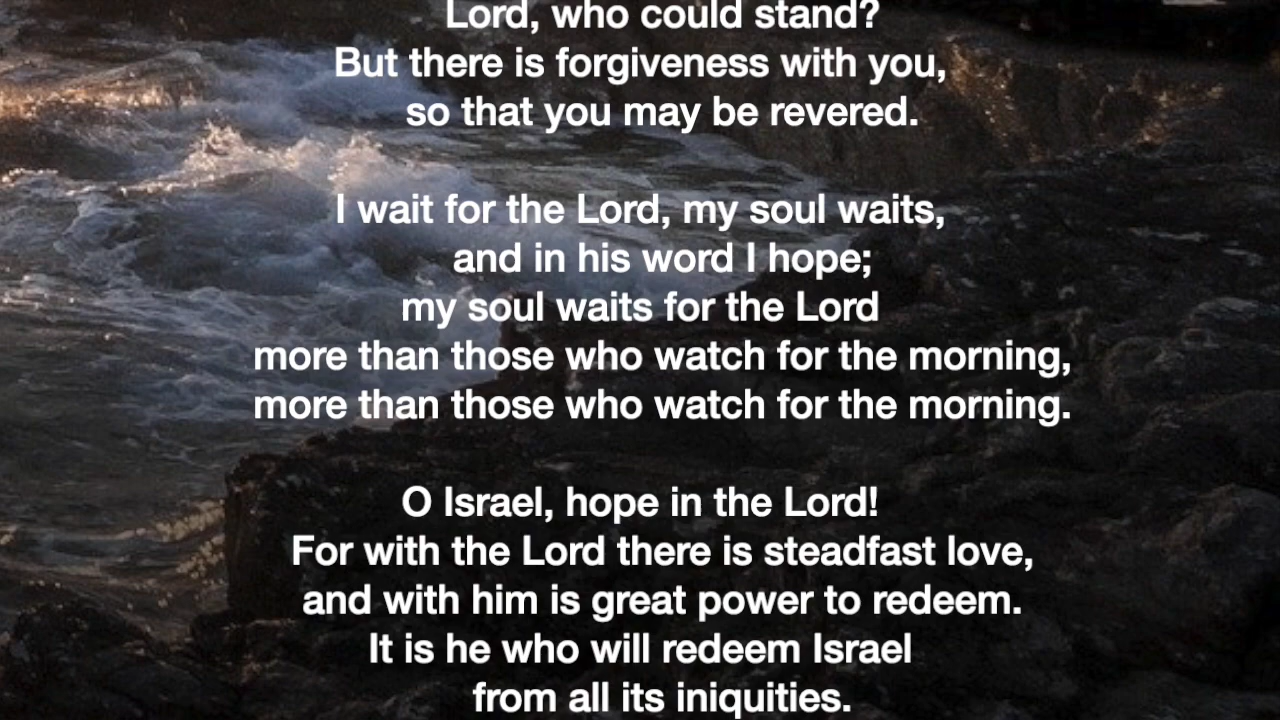 Lord, who could stand?
But there is forgiveness with you,
so that you may be revered.
I wait for the Lord, my soul waits,
and in his word I hope;
my soul waits for the Lord
more than those who watch for the morning,
more than those who watch for the morning.
O Israel, hope in the Lord!
For with the Lord there is steadfast love,
and with him is great power to redeem.
It is he who will redeem Israel
from all its iniquities.